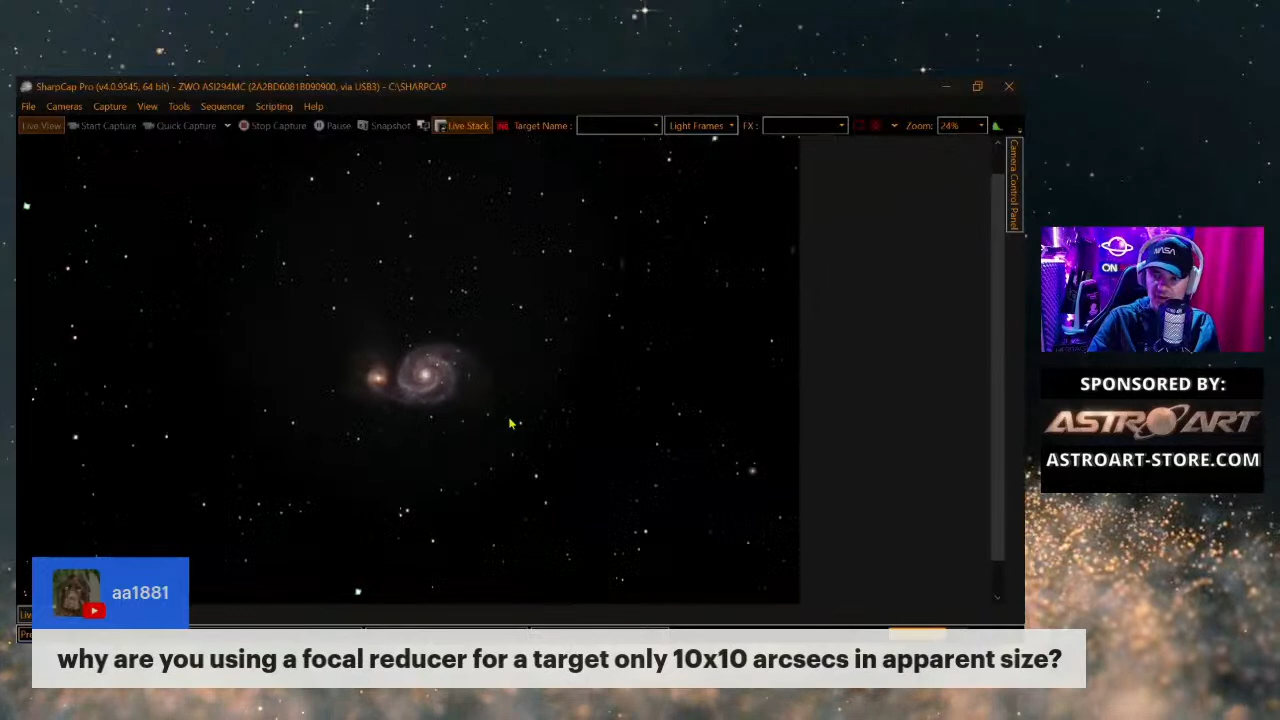 SharpCap Pro (v4.0.9545, 64 bit) - ZWO ASI294MC (2A2BD6081B090900, via USB3) - C:\SHARPCAP
File Cameras Capture View Tools Sequencer Scripting Help
Live View Start Capture Quick Capture Stop Capture Pause Snapshot Live Stack Target Name : Light Frames FX : Zoom: 24%
Camera Control Panel
NASA
ON
SPONSORED BY:
ASTROART
ASTROART-STORE.COM
aa1881
why are you using a focal reducer for a target only 10x10 arcsecs in apparent size?